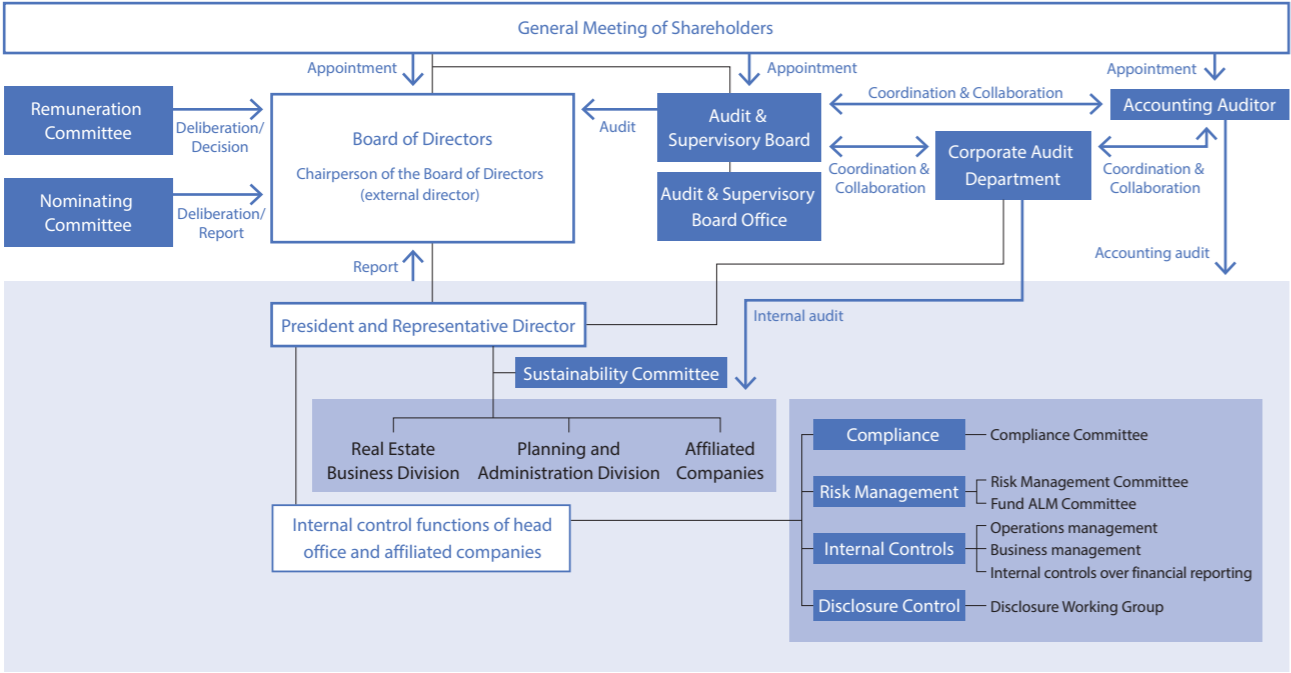 General Meeting of Shareholders
Appointment
Appointment
Appointment
Remuneration
Committee
Deliberation/
Decision
Nominating
Committee
Deliberation/
Report
Board of Directors
Chairperson of the Board of Directors
(external director)
Audit
Audit &
Supervisory Board
Audit & Supervisory
Board Office
Coordination & Collaboration
Coordination &
Collaboration
Corporate Audit
Department
Accounting Auditor
Coordination &
Collaboration
Accounting audit
Report
Internal audit
President and Representative Director
Sustainability Committee
Real Estate
Business Division
Planning and
Administration Division
Affiliated
Companies
Internal control functions of head
office and affiliated companies
Compliance
Compliance Committee
Risk Management
Risk Management Committee
Fund ALM Committee
Internal Controls
Operations management
Business management
Internal controls over financial reporting
Disclosure Control
Disclosure Working Group